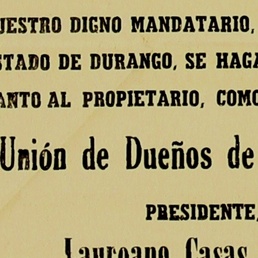 UESTRO DIGNO MANDATARIO,
STADO DE DURANGO, SE HAGA
ANTO AL PROPIETARIO, COMO
Unión de Dueños de
PRESIDENTE,
Laureano Casas